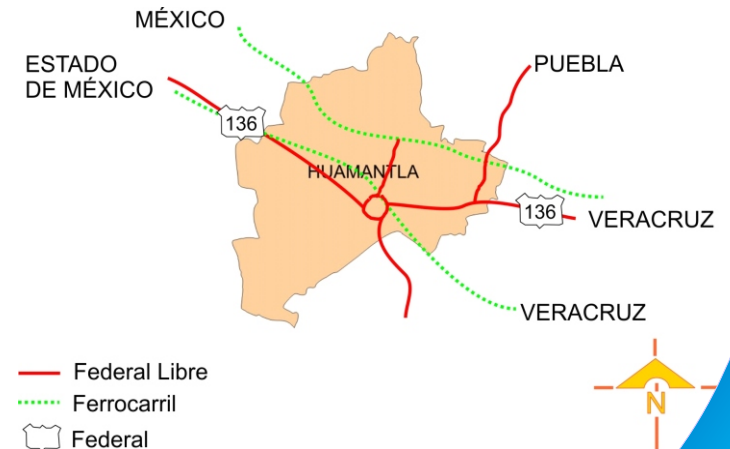 MÉXICO
ESTADO
DE MÉXICO
PUEBLA
136
HUAMANTLA
136
VERACRUZ
VERACRUZ
Federal Libre
Ferrocarril
Federal
N